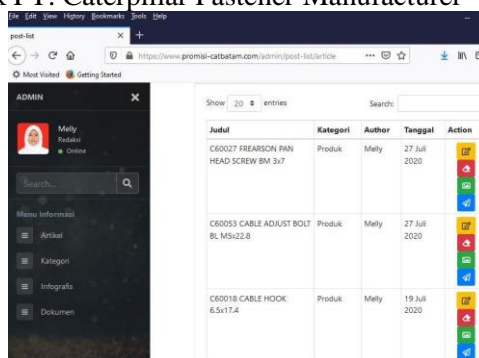 PT. Caterpillar Fastener Manufacturer
File Edit View History Bookmarks Tools Help
post-list
https://www.promisi-catbatam.com/admin/post-list/article
Most Visited Getting Started
ADMIN
Melly
Redaksi
Online
Search...
Menu Informasi
Artikel
Kategori
Infografis
Dokumen
Show 20 entries Search:
Judul Kategori Author Tanggal Action
C60027 FREARSON PAN Produk Melly 27 Juli
HEAD SCREW BM 3x7 2020
C60053 CABLE ADJUST BOLT Produk Melly 27 Juli
BL M5x22.8 2020
C60018 CABLE HOOK Produk Melly 19 Juli
6.5x17.4 2020